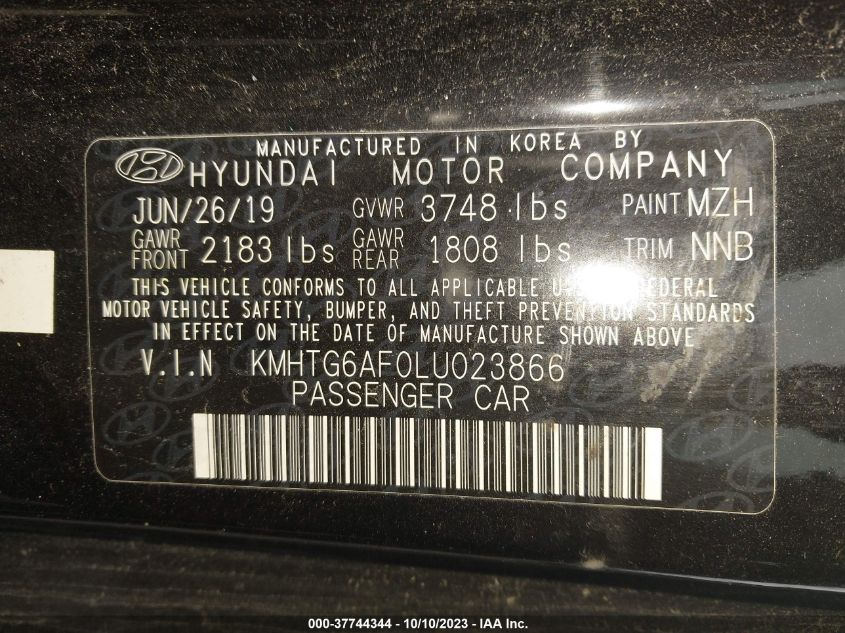 MANUFACTURED IN KOREA BY
HYUNDAI MOTOR COMPANY
JUN/26/19 GVWR 3748 lbs PAINT MZH
GAWR FRONT 2183 lbs GAWR REAR 1808 lbs TRIM NNB
THIS VEHICLE CONFORMS TO ALL APPLICABLE FEDERAL
MOTOR VEHICLE SAFETY, BUMPER, AND THEFT PREVENTION STANDARDS
IN EFFECT ON THE DATE OF MANUFACTURE SHOWN ABOVE
V.I.N KMHTG6AF0LU023866
PASSENGER CAR
000-37744344 - 10/10/2023 - IAA Inc.